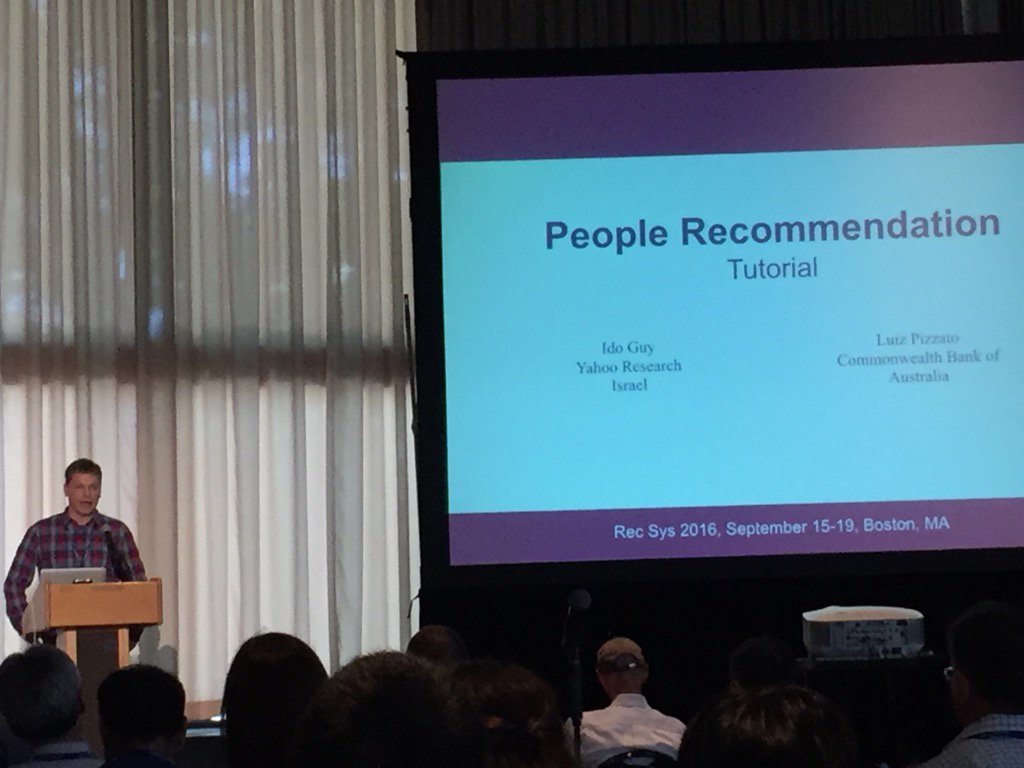 People Recommendation
Tutorial
Ido Guy
Yahoo Research
Israel
Luiz Pizzato
Commonwealth Bank of
Australia
Rec Sys 2016, September 15-19, Boston, MA